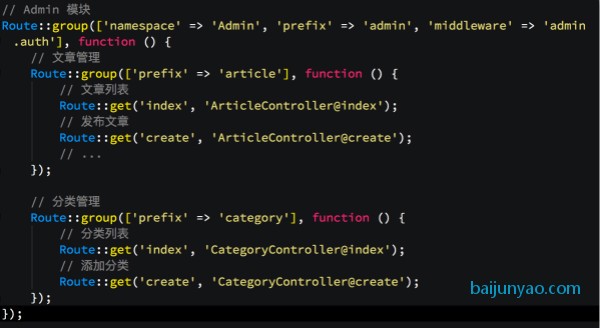 // Admin 模块
Route::group(['namespace' => 'Admin', 'prefix' => 'admin', 'middleware' => 'admin
.auth'], function () {
// 文章管理
Route::group(['prefix' => 'article'], function () {
// 文章列表
Route::get('index', 'ArticleController@index');
// 发布文章
Route::get('create', 'ArticleController@create');
// ...
});
// 分类管理
Route::group(['prefix' => 'category'], function () {
// 分类列表
Route::get('index', 'CategoryController@index');
// 添加分类
Route::get('create', 'CategoryController@create');
});
});
baijunyao.com